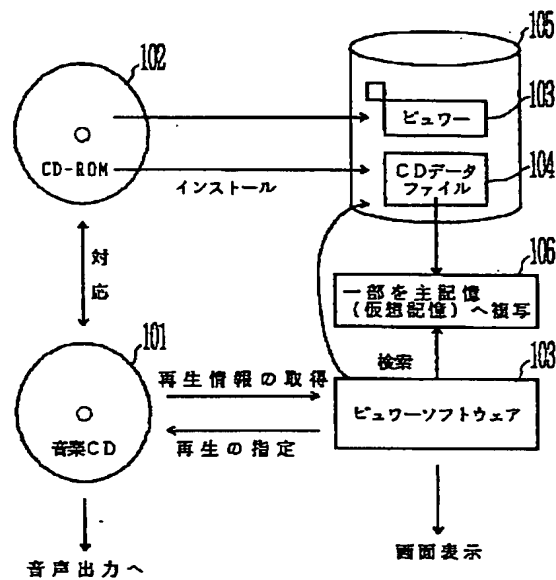 102
CD-ROM
インストール
105
ビュワー
103
CDデータ
ファイル
104
対応
106
一部を主記憶
(仮想記憶)へ複写
101
音楽CD
再生情報の取得
再生の指定
検索
103
ビュワーソフトウェア
音声出力へ
画面表示